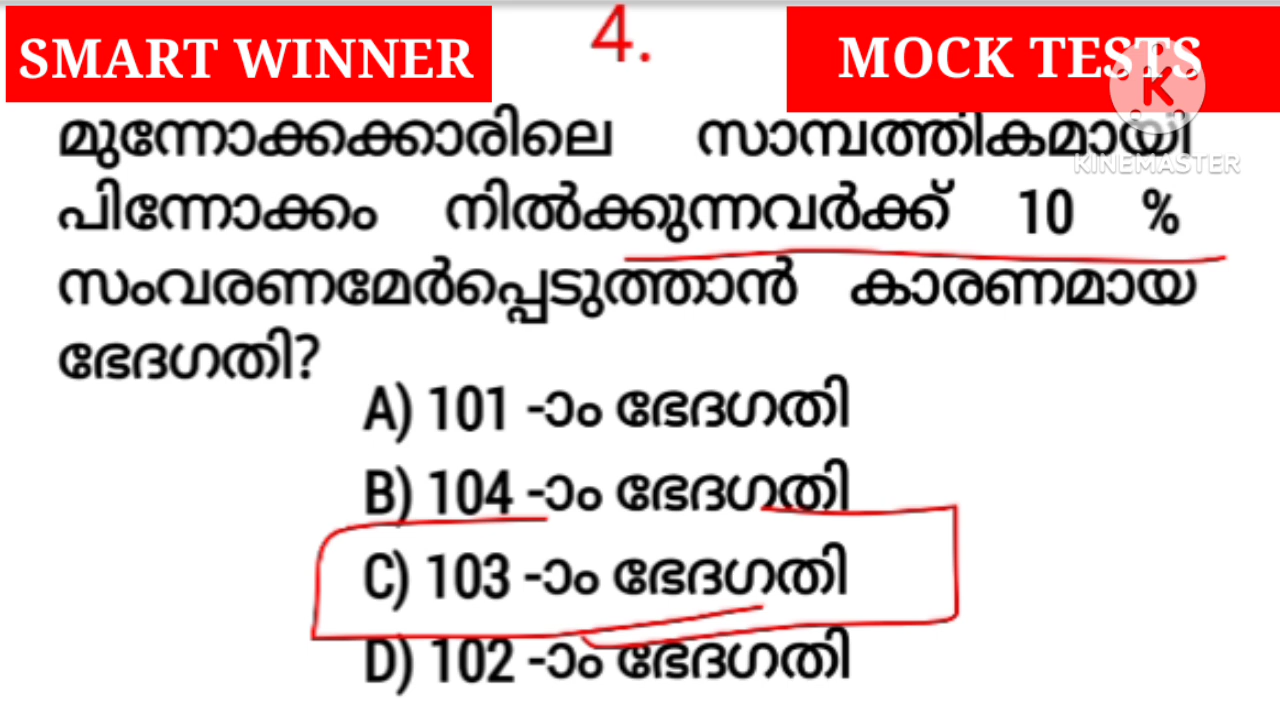 SMART WINNER 4. MOCK TESTS
മുന്നോക്കക്കാരിലെ സാമ്പത്തികമായി
KINEMASTER
പിന്നോക്കം നിൽക്കുന്നവർക്ക് 10 %
സംവരണമേർപ്പെടുത്താൻ കാരണമായ
ഭേദഗതി?
A) 101 -ാം ഭേദഗതി
B) 104 -ാം ഭേദഗതി
C) 103 -ാം ഭേദഗതി
D) 102 -ാം ഭേദഗതി